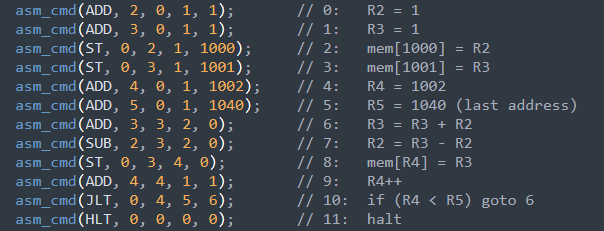 asm_cmd(ADD, 2, 0, 1, 1); // 0: R2 = 1
asm_cmd(ADD, 3, 0, 1, 1); // 1: R3 = 1
asm_cmd(ST, 0, 2, 1, 1000); // 2: mem[1000] = R2
asm_cmd(ST, 0, 3, 1, 1001); // 3: mem[1001] = R3
asm_cmd(ADD, 4, 0, 1, 1002); // 4: R4 = 1002
asm_cmd(ADD, 5, 0, 1, 1040); // 5: R5 = 1040 (last address)
asm_cmd(ADD, 3, 3, 2, 0); // 6: R3 = R3 + R2
asm_cmd(SUB, 2, 3, 2, 0); // 7: R2 = R3 - R2
asm_cmd(ST, 0, 3, 4, 0); // 8: mem[R4] = R3
asm_cmd(ADD, 4, 4, 1, 1); // 9: R4++
asm_cmd(JLT, 0, 4, 5, 6); // 10: if (R4 < R5) goto 6
asm_cmd(HLT, 0, 0, 0, 0); // 11: halt